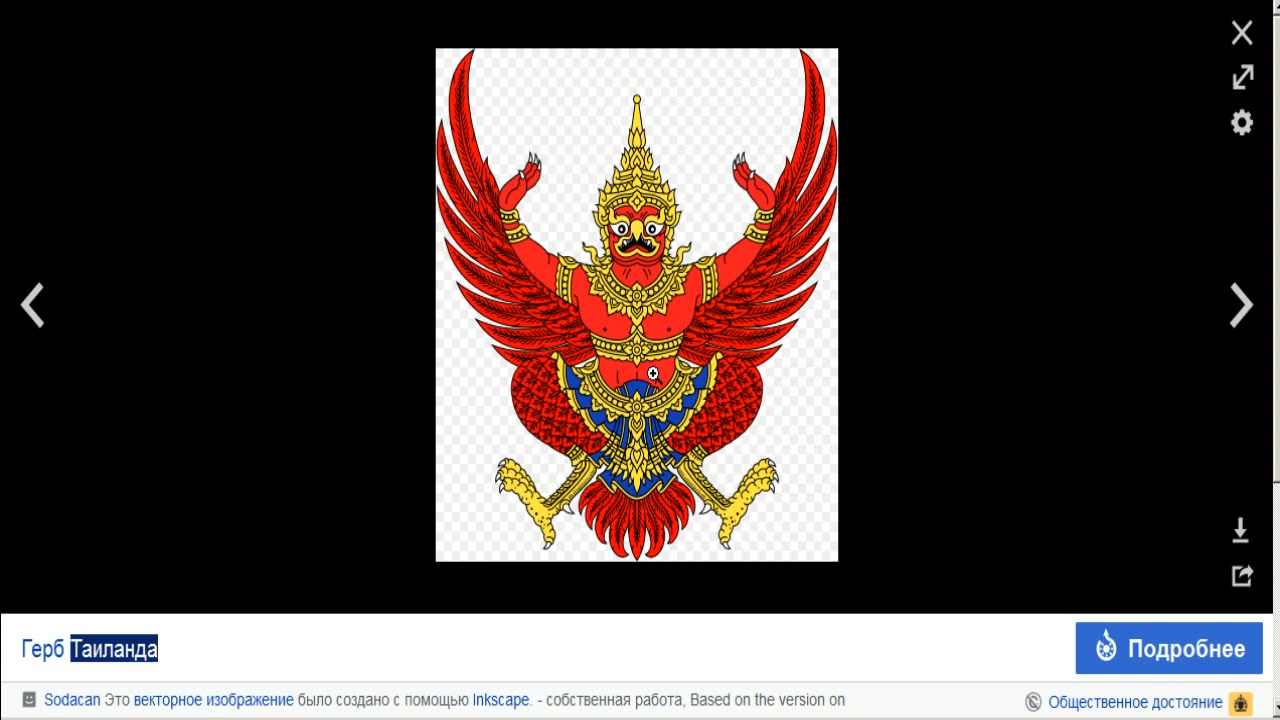 Герб Таиланда
Подробнее
Sodacan Это векторное изображение было создано с помощью Inkscape. - собственная работа, Based on the version on
Общественное достояние